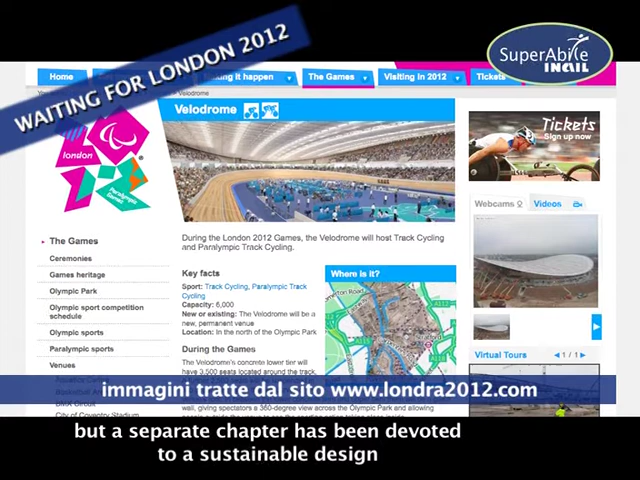 WAITING FOR LONDON 2012
SuperAbile
INAIL
Home
king it happen
The Games
Visiting in 2012
Tickets
Velodrome
Velodrome
london
Paralympic
Games
Tickets
Sign up now
During the London 2012 Games, the Velodrome will host Track Cycling
and Paralympic Track Cycling.
Webcams
Videos
The Games
Ceremonies
Games heritage
Olympic Park
Olympic sport competition
schedule
Olympic sports
Paralympic sports
Venues
City of Coventry Stadium
Key facts
Sport: Track Cycling, Paralympic Track
Cycling
Capacity: 6,000
New or existing: The Velodrome will be a
new, permanent venue
Location: In the north of the Olympic Park
During the Games
The Velodrome's concrete lower tier will
have 3,500 seats located around the track,
Where is it?
Virtual Tours
1 / 1
wall, giving spectators a 360-degree view across the Olympic Park and allowing
immagini tratte dal sito www.londra2012.com
but a separate chapter has been devoted
to a sustainable design